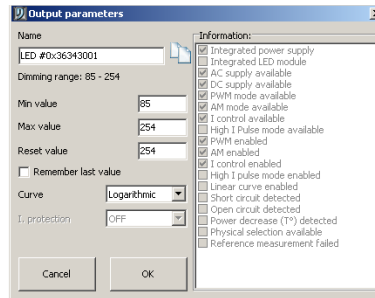 Output parameters
Name
LED #0x36343001
Dimming range: 85 - 254
Min value 85
Max value 254
Reset value 254
Remember last value
Curve Logarithmic
I. protection OFF
Cancel OK
Information:
Integrated power supply
Integrated LED module
AC supply available
DC supply available
PWM mode available
AM mode available
I control available
High I Pulse mode available
PWM enabled
AM enabled
I control enabled
High I pulse mode enabled
Linear curve enabled
Short circuit detected
Open circuit detected
Power decrease (T°) detected
Physical selection available
Reference measurement failed